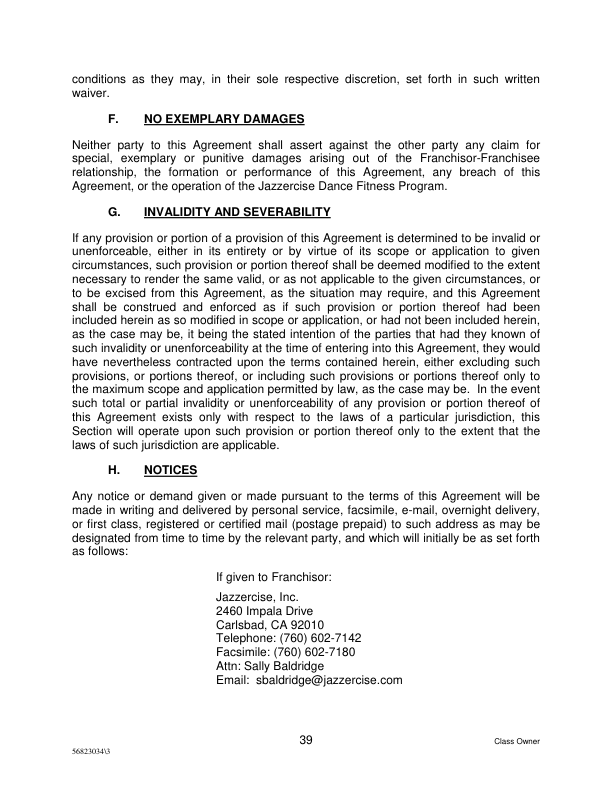 conditions as they may, in their sole respective discretion, set forth in such written
waiver.
F. NO EXEMPLARY DAMAGES
Neither party to this Agreement shall assert against the other party any claim for
special, exemplary or punitive damages arising out of the Franchisor-Franchisee
relationship, the formation or performance of this Agreement, any breach of this
Agreement, or the operation of the Jazzercise Dance Fitness Program.
G. INVALIDITY AND SEVERABILITY
If any provision or portion of a provision of this Agreement is determined to be invalid or
unenforceable, either in its entirety or by virtue of its scope or application to given
circumstances, such provision or portion thereof shall be deemed modified to the extent
necessary to render the same valid, or as not applicable to the given circumstances, or
to be excised from this Agreement, as the situation may require, and this Agreement
shall be construed and enforced as if such provision or portion thereof had been
included herein as so modified in scope or application, or had not been included herein,
as the case may be, it being the stated intention of the parties that had they known of
such invalidity or unenforceability at the time of entering into this Agreement, they would
have nevertheless contracted upon the terms contained herein, either excluding such
provisions, or portions thereof, or including such provisions or portions thereof only to
the maximum scope and application permitted by law, as the case may be. In the event
such total or partial invalidity or unenforceability of any provision or portion thereof of
this Agreement exists only with respect to the laws of a particular jurisdiction, this
Section will operate upon such provision or portion thereof only to the extent that the
laws of such jurisdiction are applicable.
H. NOTICES
Any notice or demand given or made pursuant to the terms of this Agreement will be
made in writing and delivered by personal service, facsimile, e-mail, overnight delivery,
or first class, registered or certified mail (postage prepaid) to such address as may be
designated from time to time by the relevant party, and which will initially be as set forth
as follows:
If given to Franchisor:
Jazzercise, Inc.
2460 Impala Drive
Carlsbad, CA 92010
Telephone: (760) 602-7142
Facsimile: (760) 602-7180
Attn: Sally Baldridge
Email: sbaldridge@jazzercise.com
39
Class Owner
56823034\3